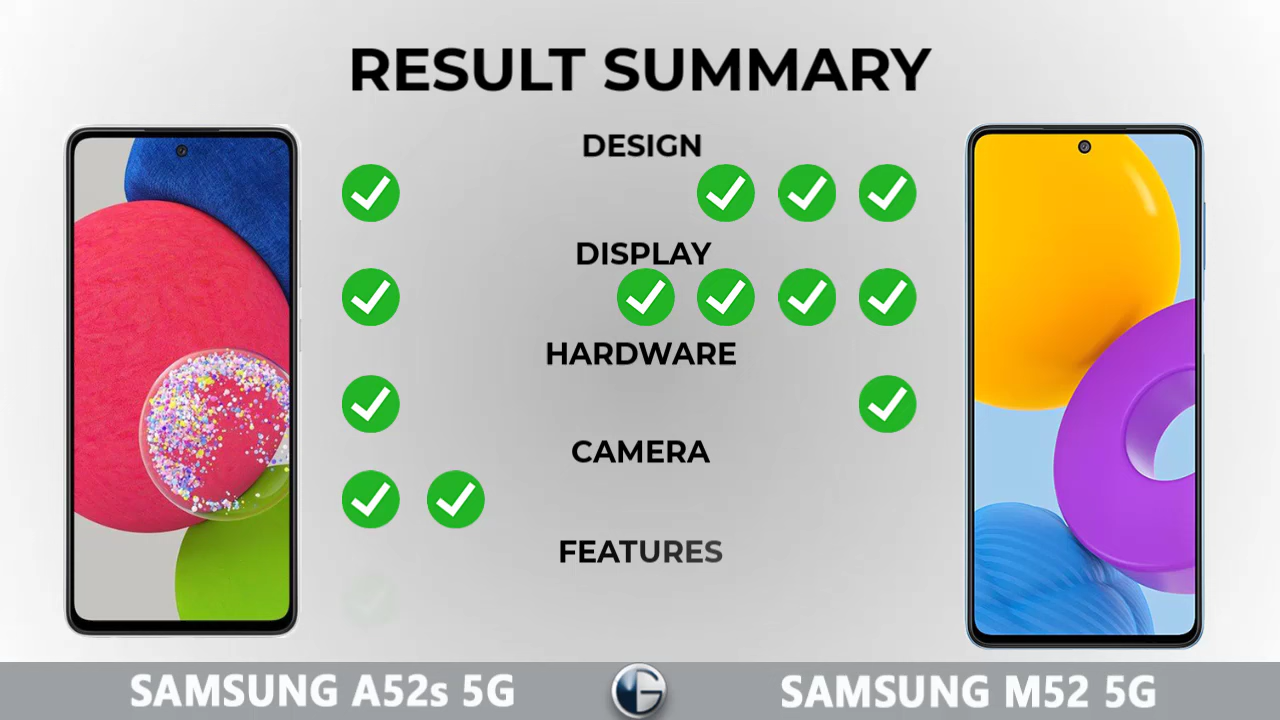 RESULT SUMMARY
DESIGN
DISPLAY
HARDWARE
CAMERA
FEATURES
SAMSUNG A52s 5G
G
SAMSUNG M52 5G